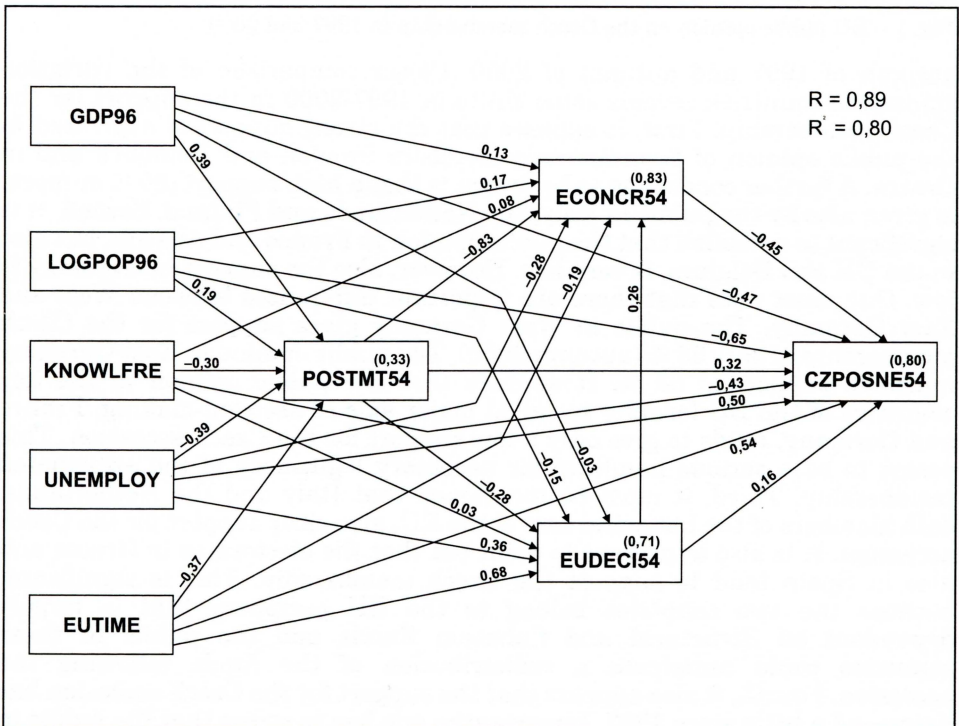 GDP96
R = 0,89
R² = 0,80
0,13
0,39
(0,83)
ECONCR54
0,17
0,08
LOGPOP96
–0,83
–0,28
–0,19
–0,45
0,19
–0,47
0,26
–0,65
KNOWLFRE
–0,30
(0,33)
POSTMT54
0,32
(0,80)
CZPOSNE54
–0,43
0,50
–0,39
UNEMPLOY
0,54
–0,15
–0,03
–0,28
0,16
0,03
0,36
(0,71)
EUDECI54
–0,37
0,68
EUTIME